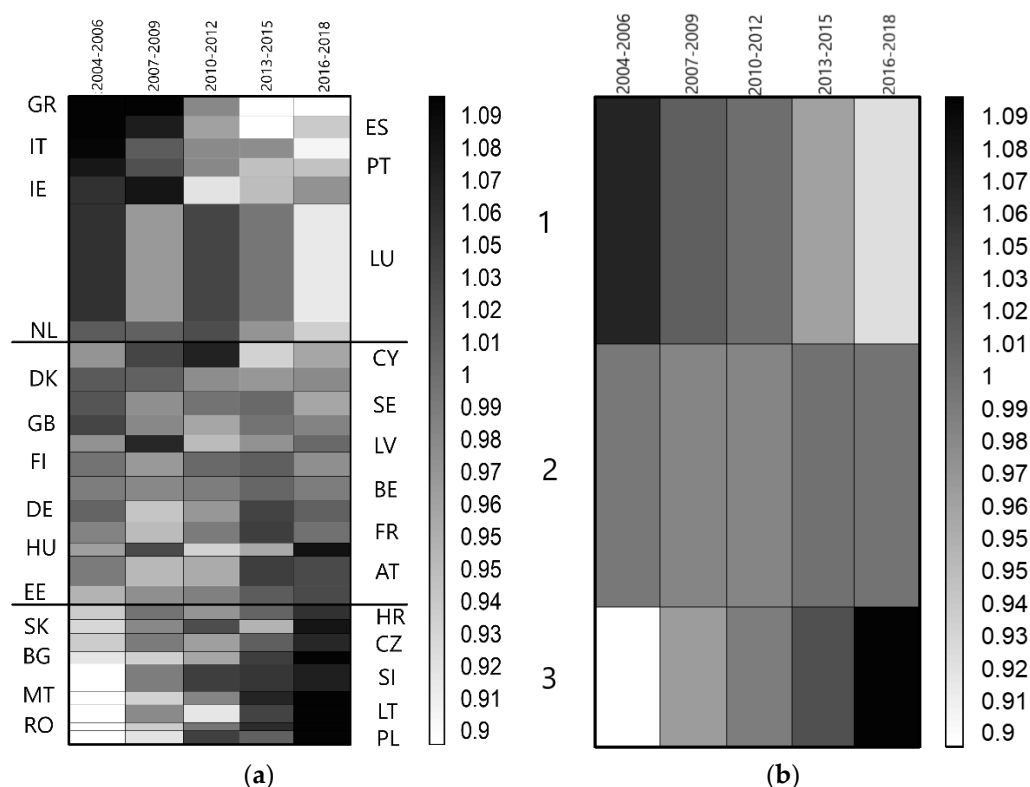 2004-2006
2007-2009
2010-2012
2013-2015
2016-2018
GR
ES
IT
PT
IE
LU
NL
CY
DK
SE
GB
LV
FI
BE
DE
FR
HU
AT
EE
HR
SK
CZ
BG
SI
MT
LT
RO
PL
1.09
1.08
1.07
1.06
1.05
1.03
1.02
1.01
1
0.99
0.98
0.97
0.96
0.95
0.94
0.93
0.92
0.91
0.9
(a)
2004-2006
2007-2009
2010-2012
2013-2015
2016-2018
1
2
3
1.09
1.08
1.07
1.06
1.05
1.03
1.02
1.01
1
0.99
0.98
0.97
0.96
0.95
0.94
0.93
0.92
0.91
0.9
(b)